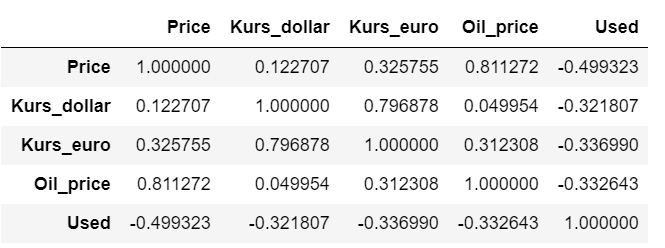 Price Kurs_dollar Kurs_euro Oil_price Used
Price 1.000000 0.122707 0.325755 0.811272 -0.499323
Kurs_dollar 0.122707 1.000000 0.796878 0.049954 -0.321807
Kurs_euro 0.325755 0.796878 1.000000 0.312308 -0.336990
Oil_price 0.811272 0.049954 0.312308 1.000000 -0.332643
Used -0.499323 -0.321807 -0.336990 -0.332643 1.000000